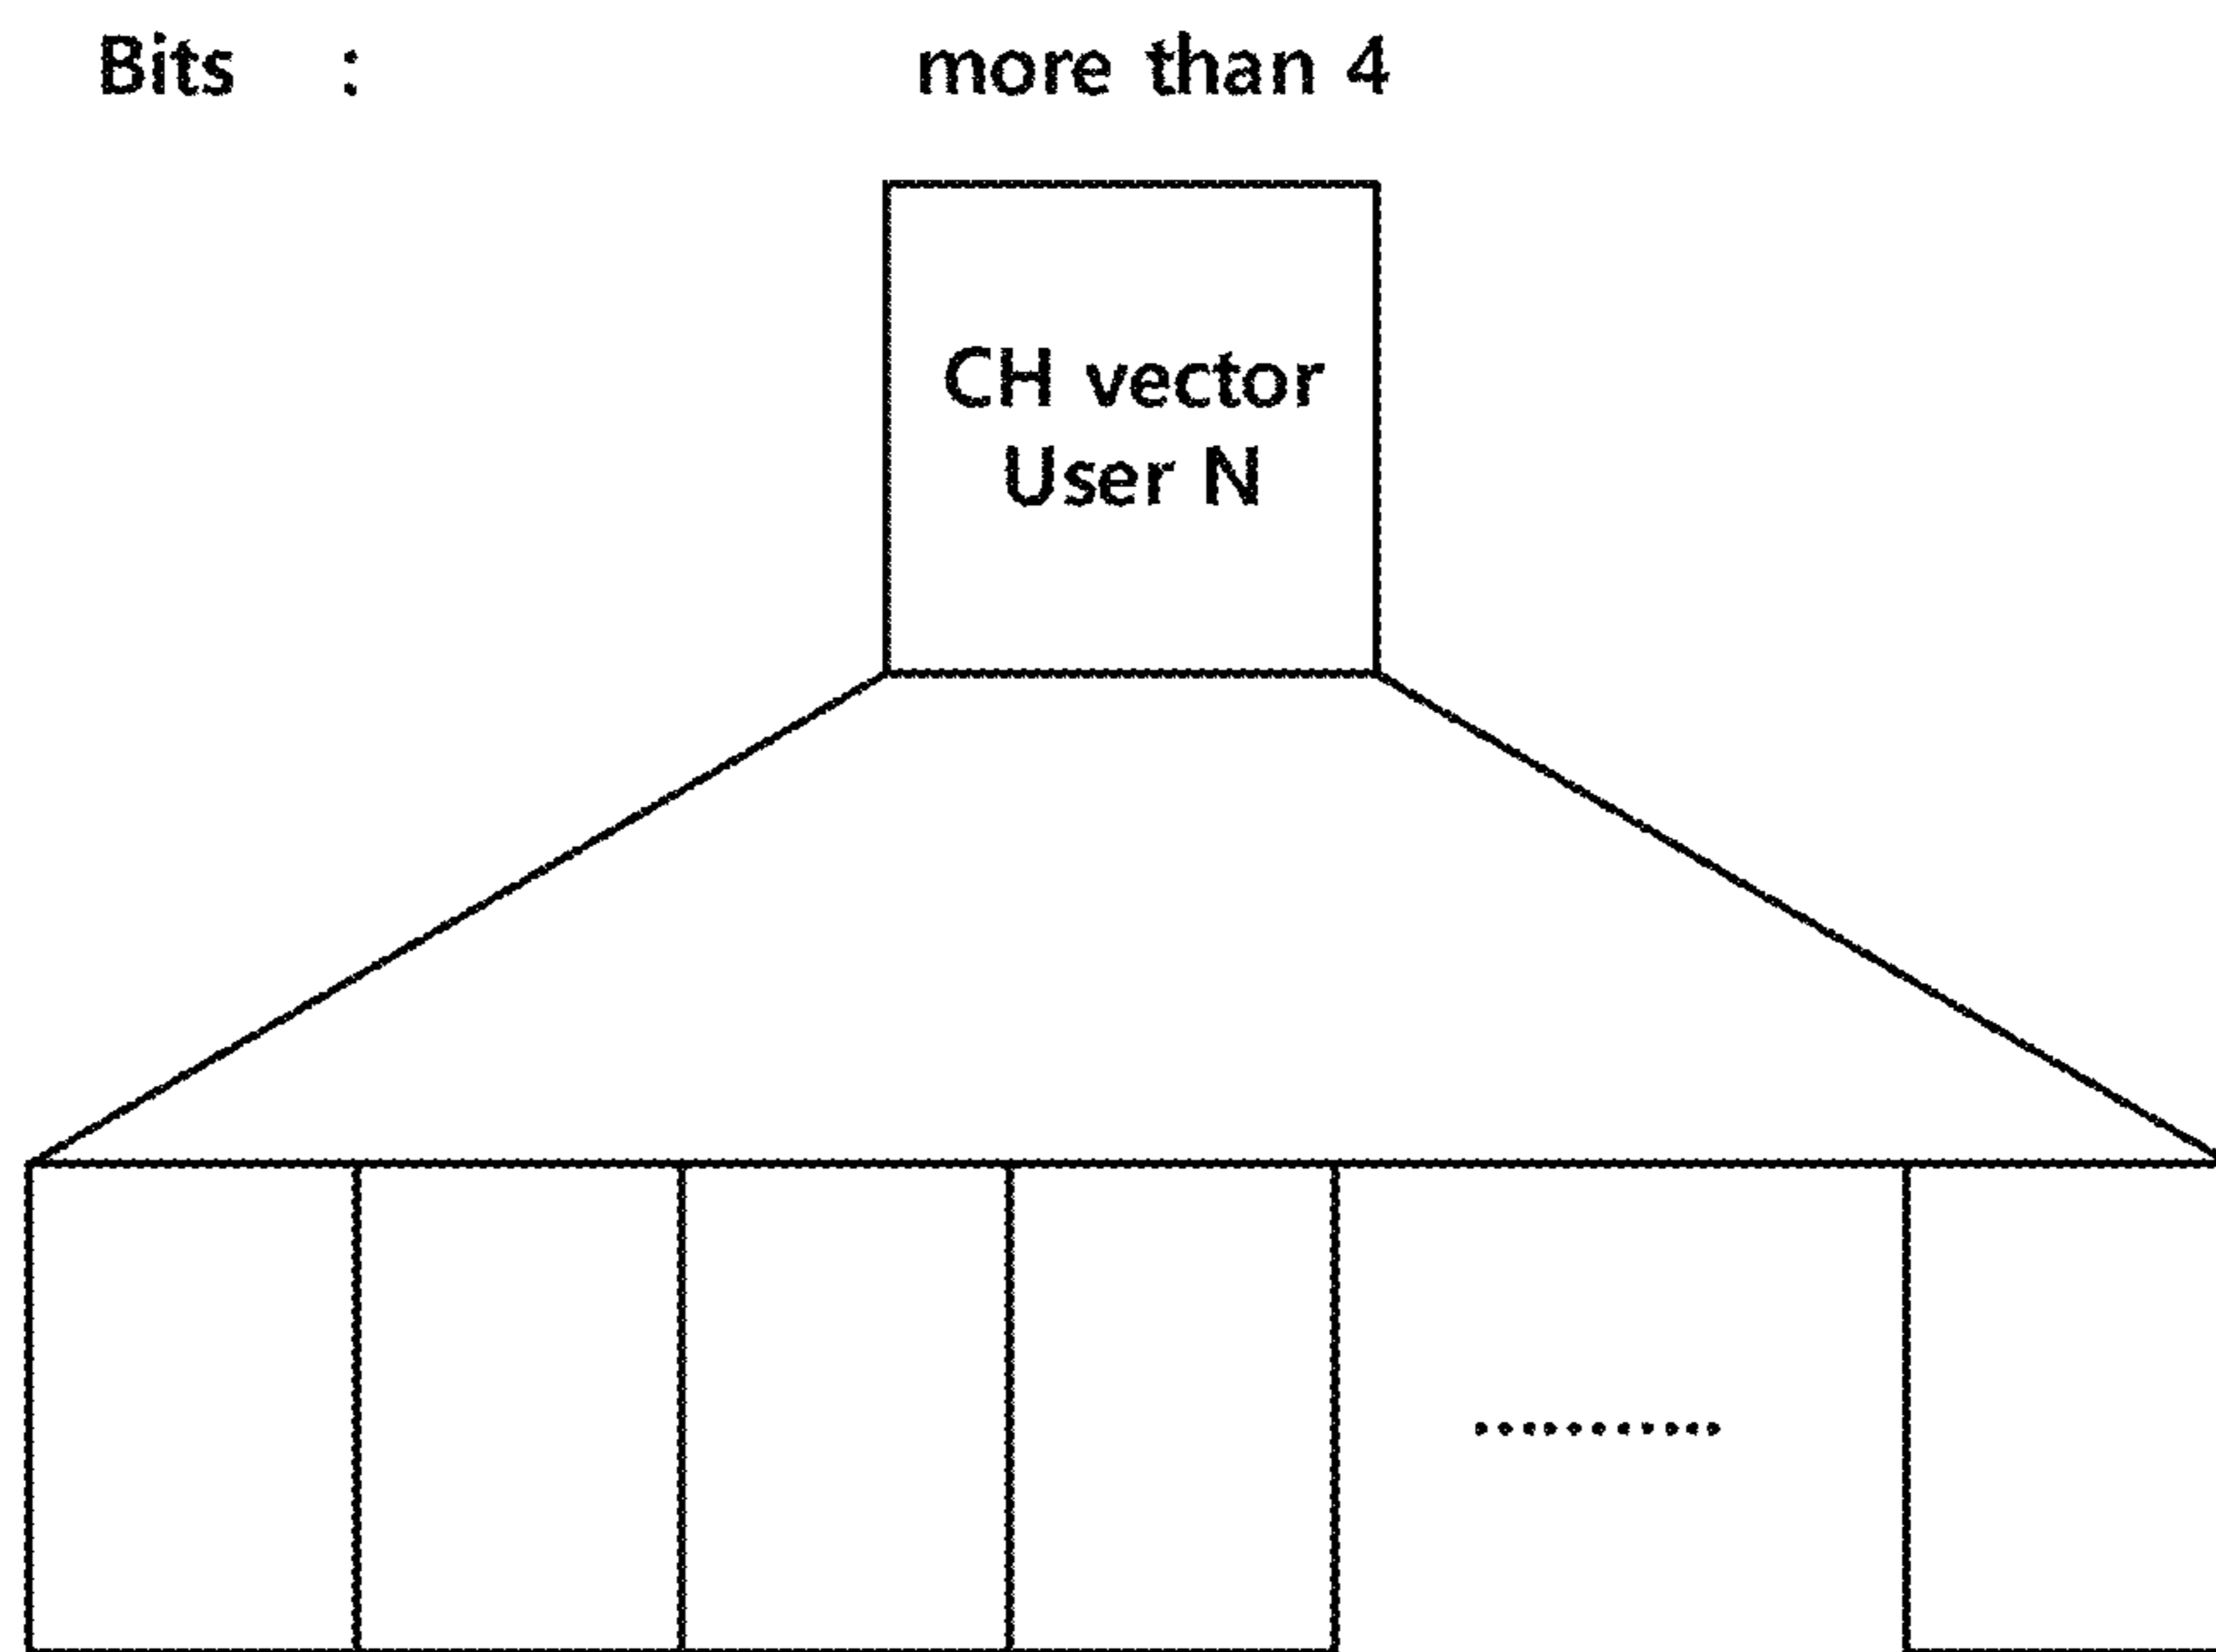 Bits : more than 4
CH vector
User N
..........